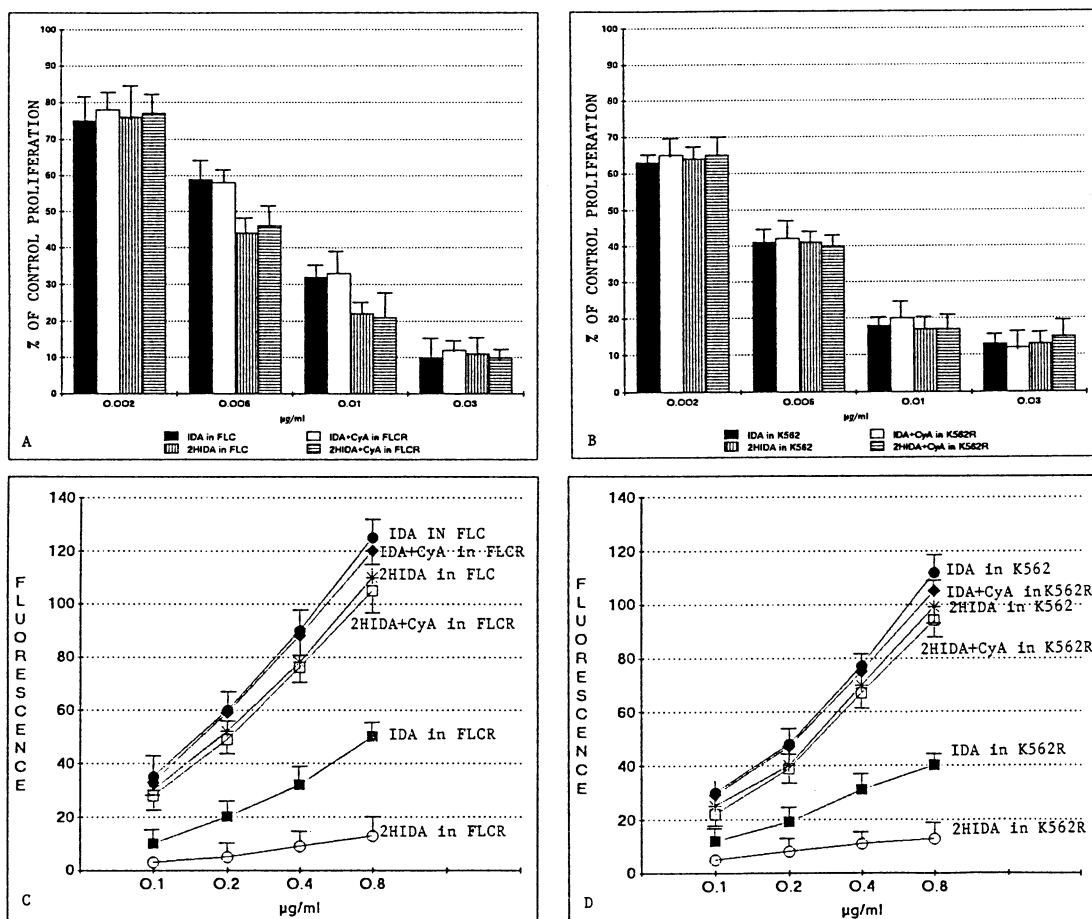 % OF CONTROL PROLIFERATION
100
90
80
70
60
50
40
30
20
10
0
0.002
0.006
0.01
0.03
µg/ml
IDA in FLC
IDA+CyA in FLCR
2HIDA in FLC
2HIDA+CyA in FLCR
A
% OF CONTROL PROLIFERATION
100
90
80
70
60
50
40
30
20
10
0
0.002
0.006
0.01
0.03
µg/ml
IDA in K562
IDA+CyA in K562R
2HIDA in K562
2HIDA+CyA in K562R
B
FLUORESCENCE
140
120
100
80
60
40
20
0
IDA IN FLC
IDA+CyA in FLCR
2HIDA in FLC
2HIDA+CyA in FLCR
IDA in FLCR
2HIDA in FLCR
0.1
0.2
0.4
0.8
µg/ml
C
FLUORESCENCE
140
120
100
80
60
40
20
0
IDA in K562
IDA+CyA in K562R
2HIDA in K562
2HIDA+CyA in K562R
IDA in K562R
2HIDA in K562R
0.1
0.2
0.4
0.8
µg/ml
D